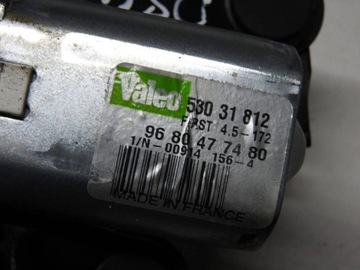 Valeo
530 31 812
FIRST 4.5-172
96 80 47 74 80
1/N-00914 156-4
MADE IN FRANCE